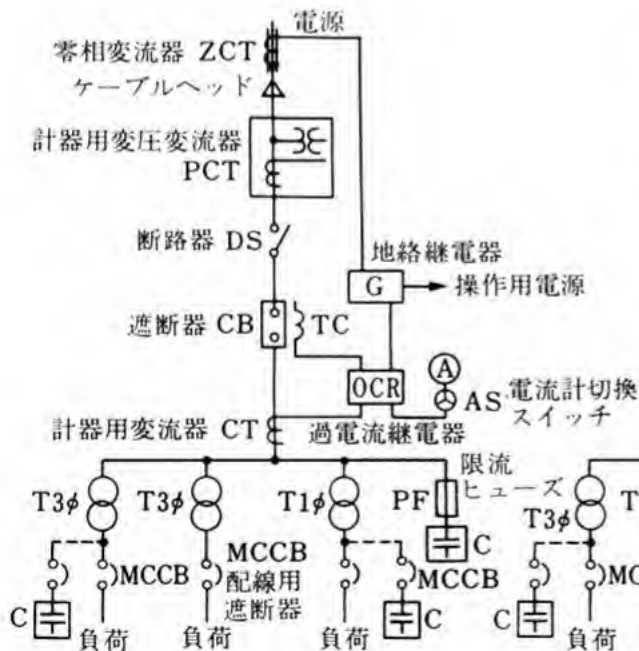 電源
零相変流器 ZCT
ケーブルヘッド
計器用変圧変流器
PCT
断路器 DS
地絡継電器
G
操作用電源
遮断器 CB
TC
OCR
A
AS 電流計切換
スイッチ
計器用変流器 CT
過電流継電器
限流
ヒューズ
T3φ
T3φ
T1φ
PF
T3φ
T
C
MCCB
MCCB
配線用
遮断器
MCCB
MC
C
C
C
負荷
負荷
負荷
負荷